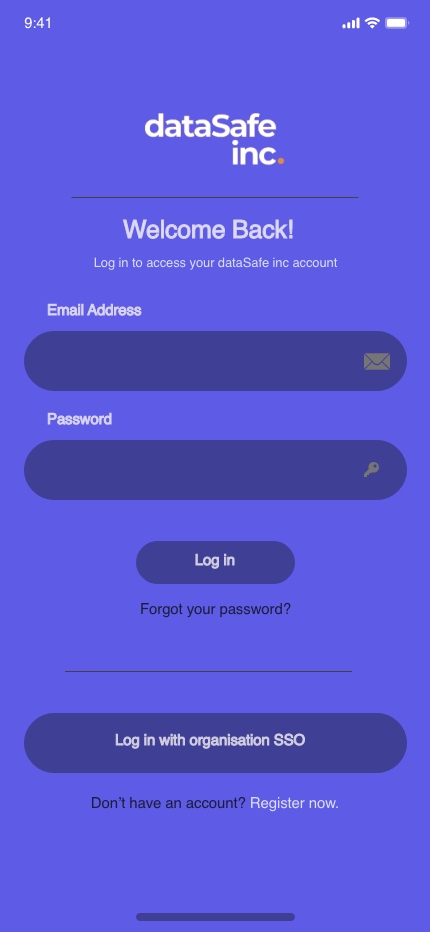 9:41
dataSafe
inc.
Welcome Back!
Log in to access your dataSafe inc account
Email Address
Password
Log in
Forgot your password?
Log in with organisation SSO
Don't have an account? Register now.